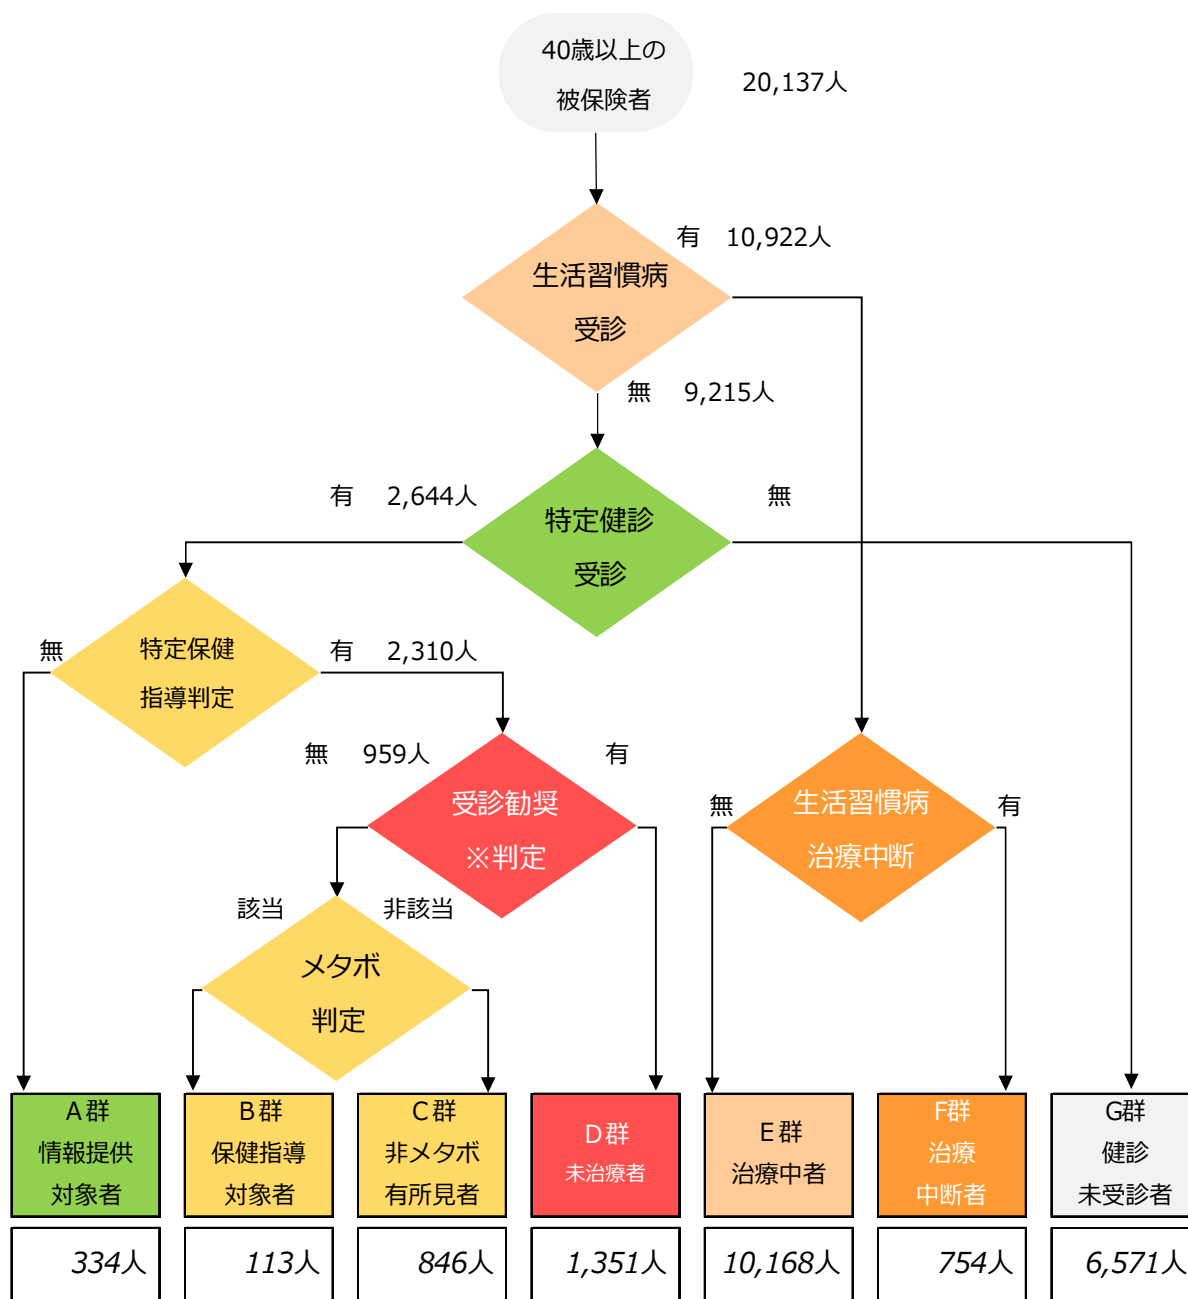 40歳以上の
被保険者
20,137人
有 10,922人
生活習慣病
受診
無 9,215人
有 2,644人
無
特定健診
受診
無
特定保健
指導判定
有 2,310人
無 959人
有
受診勧奨
※判定
無
生活習慣病
治療中断
有
該当
非該当
メタボ
判定
A群
情報提供
対象者
B群
保健指導
対象者
C群
非メタボ
有所見者
D群
未治療者
E群
治療中者
F群
治療
中断者
G群
健診
未受診者
334人
113人
846人
1,351人
10,168人
754人
6,571人